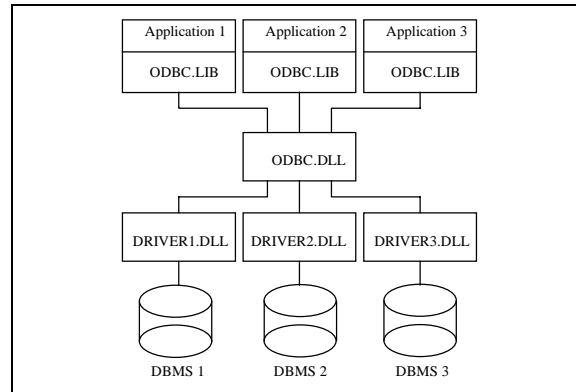 Application 1 Application 2 Application 3
ODBC.LIB ODBC.LIB ODBC.LIB
ODBC.DLL
DRIVER1.DLL DRIVER2.DLL DRIVER3.DLL
DBMS 1 DBMS 2 DBMS 3